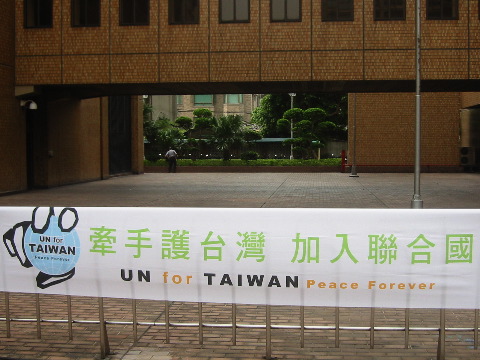 UN for
TAIWAN
Peace Forever
牽手護台灣 加入聯合國
UN for TAIWAN Peace Forever